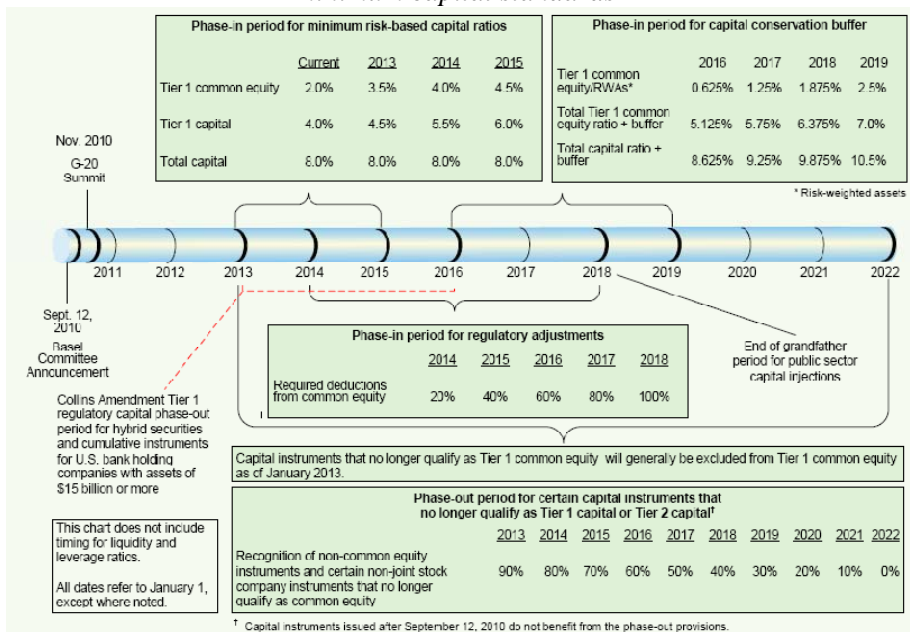 Phase-in period for minimum risk-based capital ratios
Current 2013 2014 2015
Tier 1 common equity 2.0% 3.5% 4.0% 4.5%
Tier 1 capital 4.0% 4.5% 5.5% 6.0%
Total capital 8.0% 8.0% 8.0% 8.0%
Phase-in period for capital conservation buffer
2016 2017 2018 2019
Tier 1 common
equity/RWAs* 0.625% 1.25% 1.875% 2.5%
Total Tier 1 common
equity ratio + buffer 5.125% 5.75% 6.375% 7.0%
Total capital ratio +
buffer 8.625% 9.25% 9.875% 10.5%
* Risk-weighted assets
Nov. 2010
G-20
Summit
2011 2012 2013 2014 2015 2016 2017 2018 2019 2020 2021 2022
Sept. 12,
2010
Basel
Committee
Announcement
Phase-in period for regulatory adjustments
2014 2015 2016 2017 2018
Required deductions
from common equity 20% 40% 60% 80% 100%
End of grandfather
period for public sector
capital injections
Collins Amendment Tier 1
regulatory capital phase-out
period for hybrid securities
and cumulative instruments
for U.S. bank holding
companies with assets of
$15 billion or more
Capital instruments that no longer qualify as Tier 1 common equity will generally be excluded from Tier 1 common equity
as of January 2013.
Phase-out period for certain capital instruments that
no longer qualify as Tier 1 capital or Tier 2 capital†
2013 2014 2015 2016 2017 2018 2019 2020 2021 2022
Recognition of non-common equity
instruments and certain non-joint stock 90% 80% 70% 60% 50% 40% 30% 20% 10% 0%
company instruments that no longer
qualify as common equity
This chart does not include
timing for liquidity and
leverage ratios.
All dates refer to January 1,
except where noted.
† Capital instruments issued after September 12, 2010 do not benefit from the phase-out provisions.